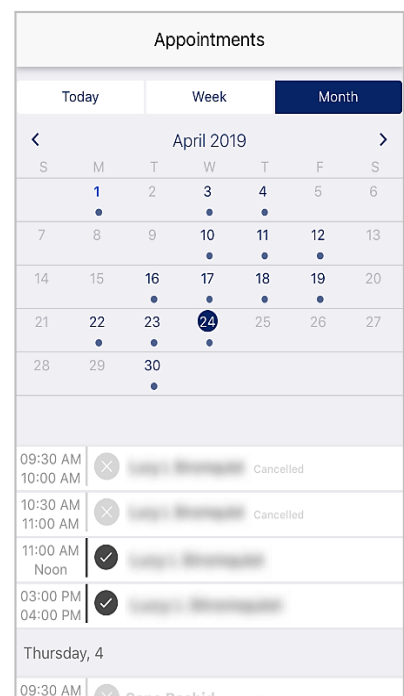 Appointments
Today Week Month
April 2019
S M T W T F S
1 2 3 4 5 6
7 8 9 10 11 12 13
14 15 16 17 18 19 20
21 22 23 24 25 26 27
28 29 30
09:30 AM
10:00 AM
Cancelled
10:30 AM
11:00 AM
Cancelled
11:00 AM
Noon
03:00 PM
04:00 PM
Thursday, 4
09:30 AM